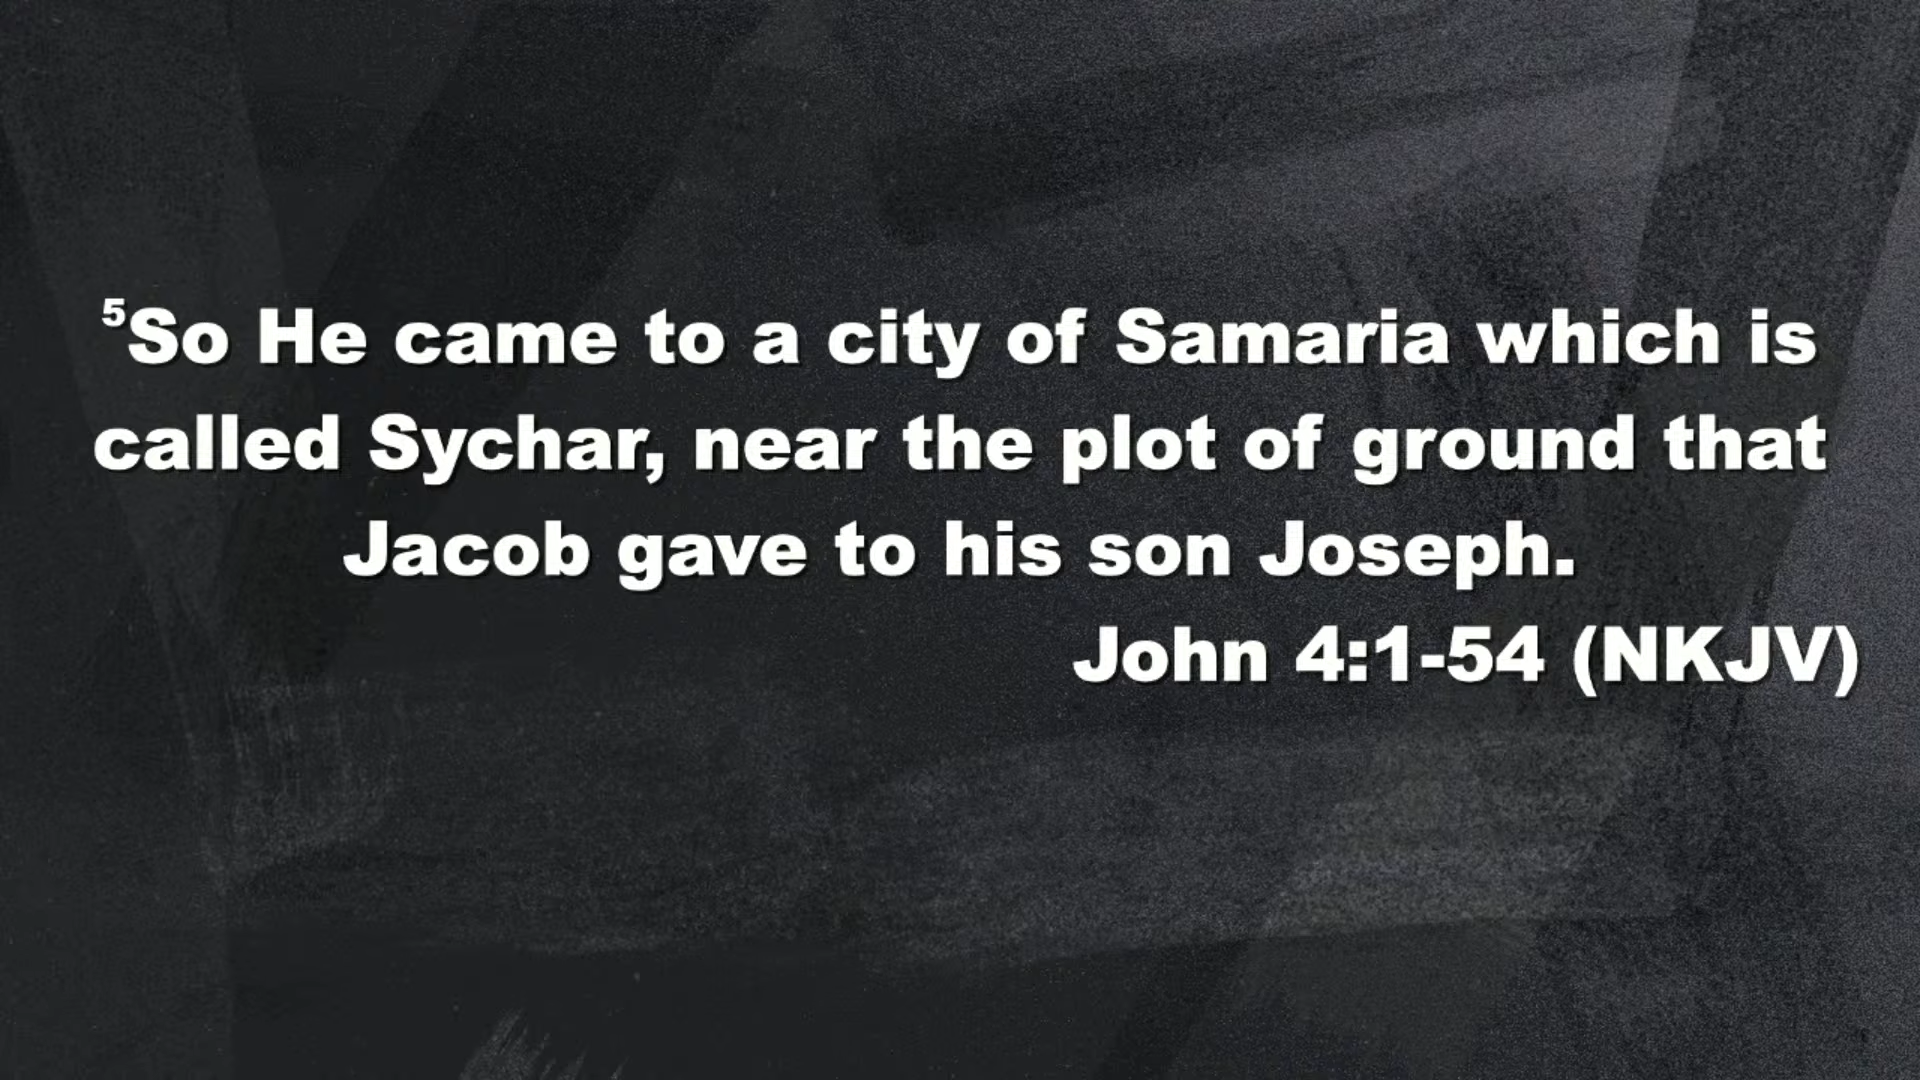 ⁵So He came to a city of Samaria which is
called Sychar, near the plot of ground that
Jacob gave to his son Joseph.
John 4:1-54 (NKJV)